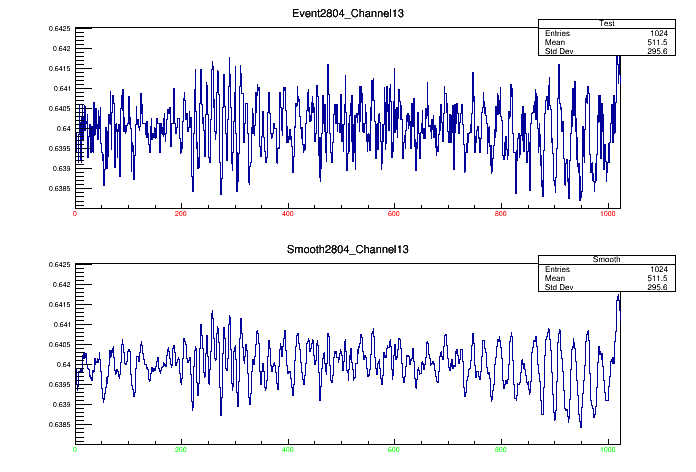 Event2804_Channel13
Test
Entries 1024
Mean 511.5
Std Dev 295.6
0.6425
0.642
0.6415
0.641
0.6405
0.64
0.6395
0.639
0.6385
0 200 400 600 800 1000
Smooth2804_Channel13
Smooth
Entries 1024
Mean 511.5
Std Dev 295.6
0.6425
0.642
0.6415
0.641
0.6405
0.64
0.6395
0.639
0.6385
0 200 400 600 800 1000